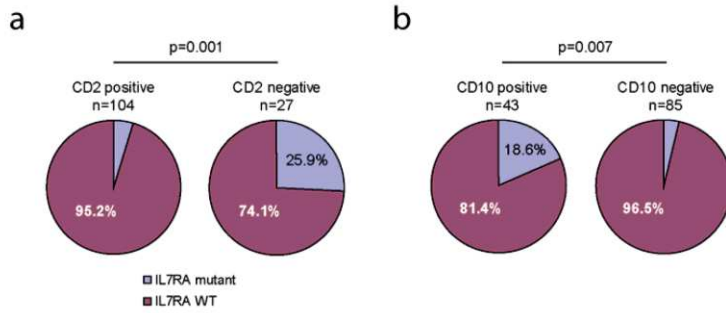 a
p=0.001
CD2 positive
n=104
CD2 negative
n=27
95.2%
25.9%
74.1%
IL7RA mutant
IL7RA WT
b
p=0.007
CD10 positive
n=43
CD10 negative
n=85
18.6%
81.4%
96.5%